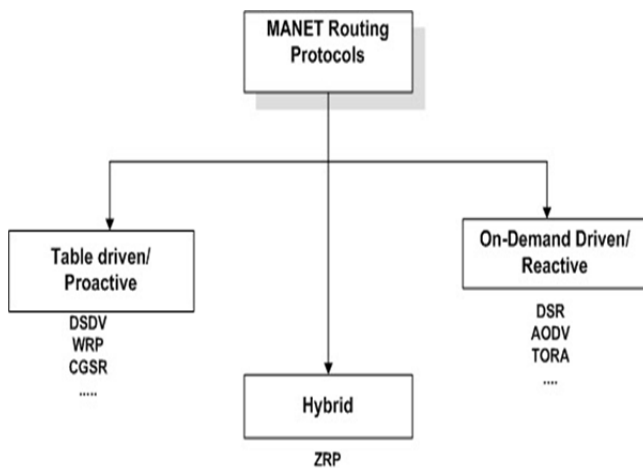 MANET Routing
Protocols
Table driven/
Proactive
DSDV
WRP
CGSR
.....
Hybrid
ZRP
On-Demand Driven/
Reactive
DSR
AODV
TORA
....